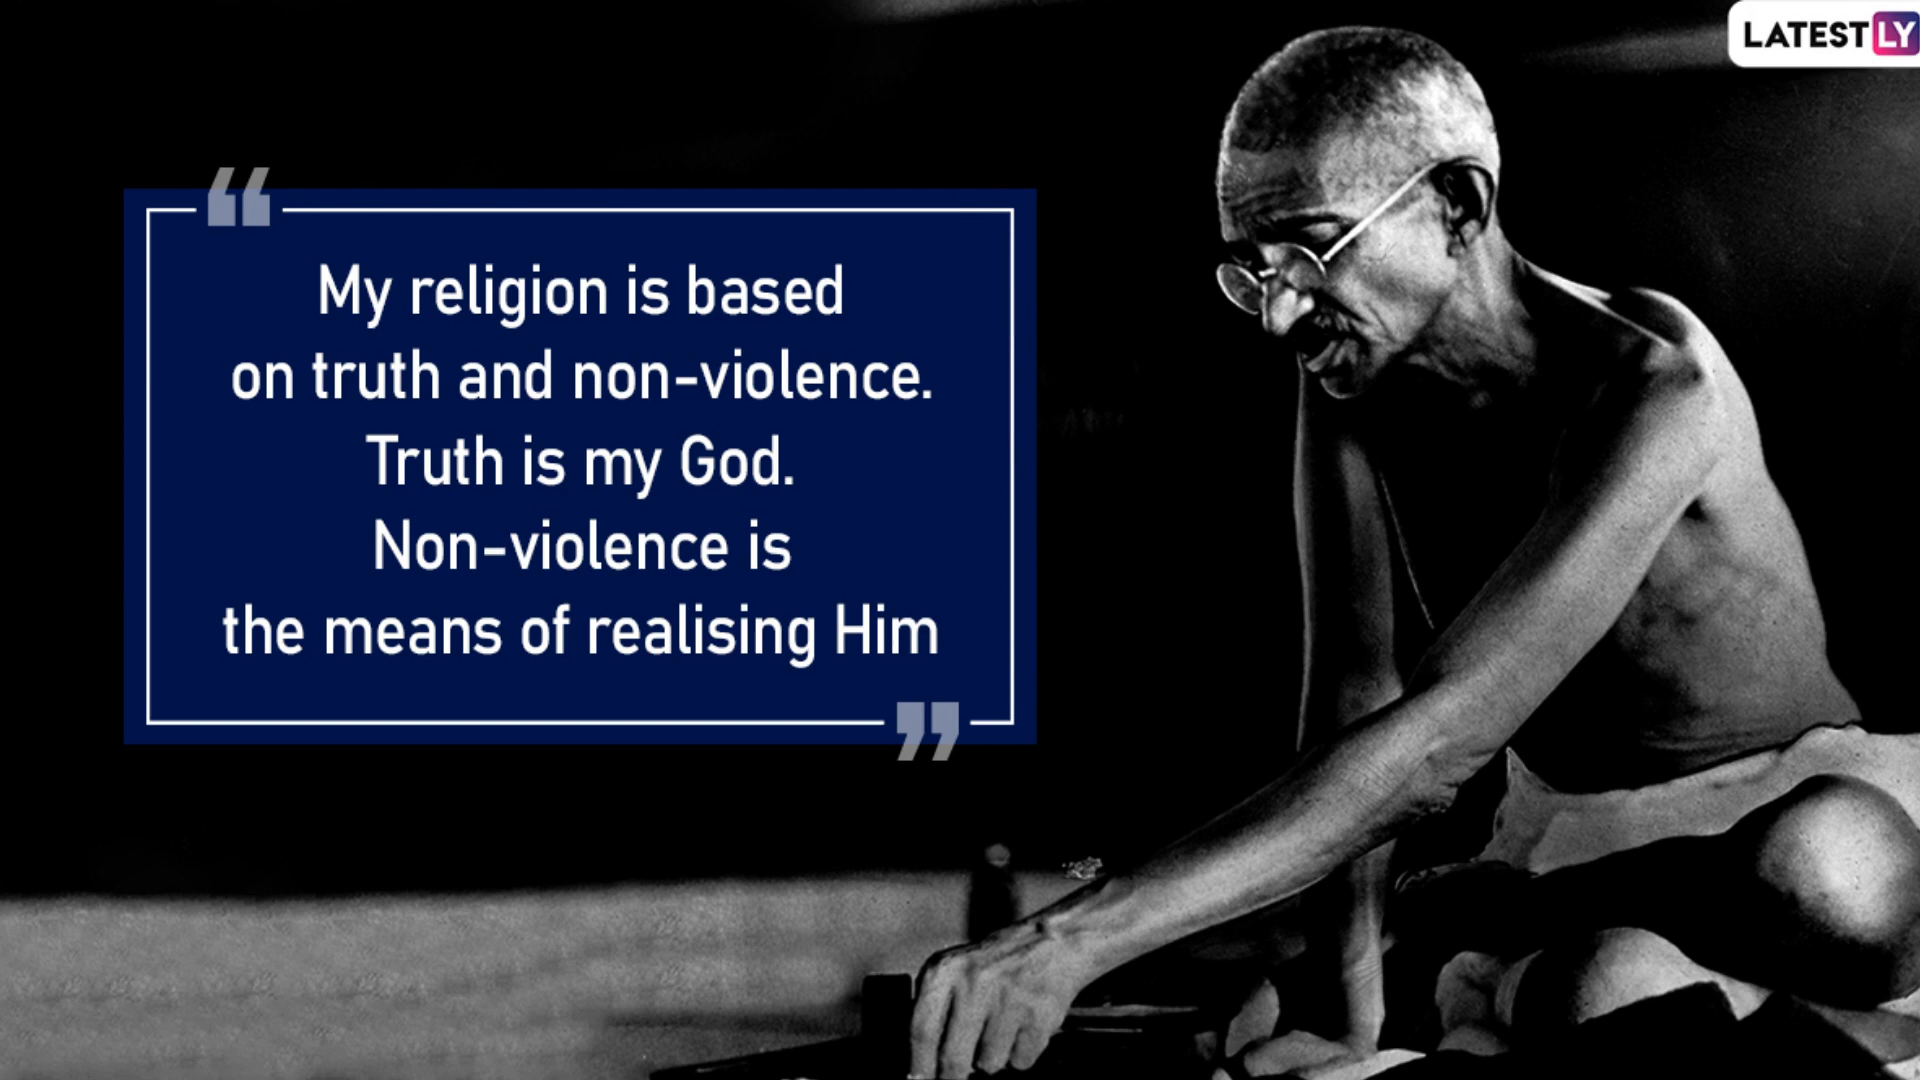 LATESTLY
“
My religion is based
on truth and non-violence.
Truth is my God.
Non-violence is
the means of realising Him
”